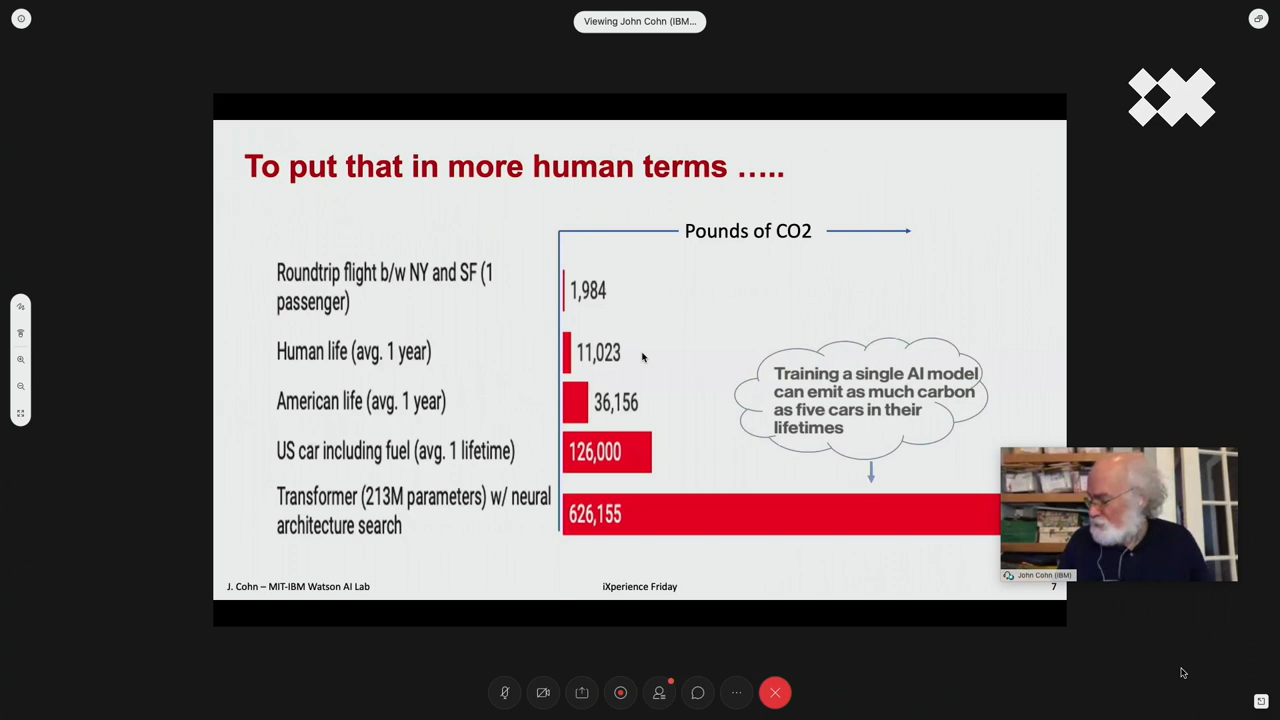 Viewing John Cohn (IBM...
To put that in more human terms …..
Pounds of CO2
Roundtrip flight b/w NY and SF (1
passenger)
1,984
Human life (avg. 1 year)
11,023
American life (avg. 1 year)
36,156
US car including fuel (avg. 1 lifetime)
126,000
Transformer (213M parameters) w/ neural
architecture search
626,155
Training a single AI model
can emit as much carbon
as five cars in their
lifetimes
John Cohn (IBM)
J. Cohn – MIT-IBM Watson AI Lab
iXperience Friday
7